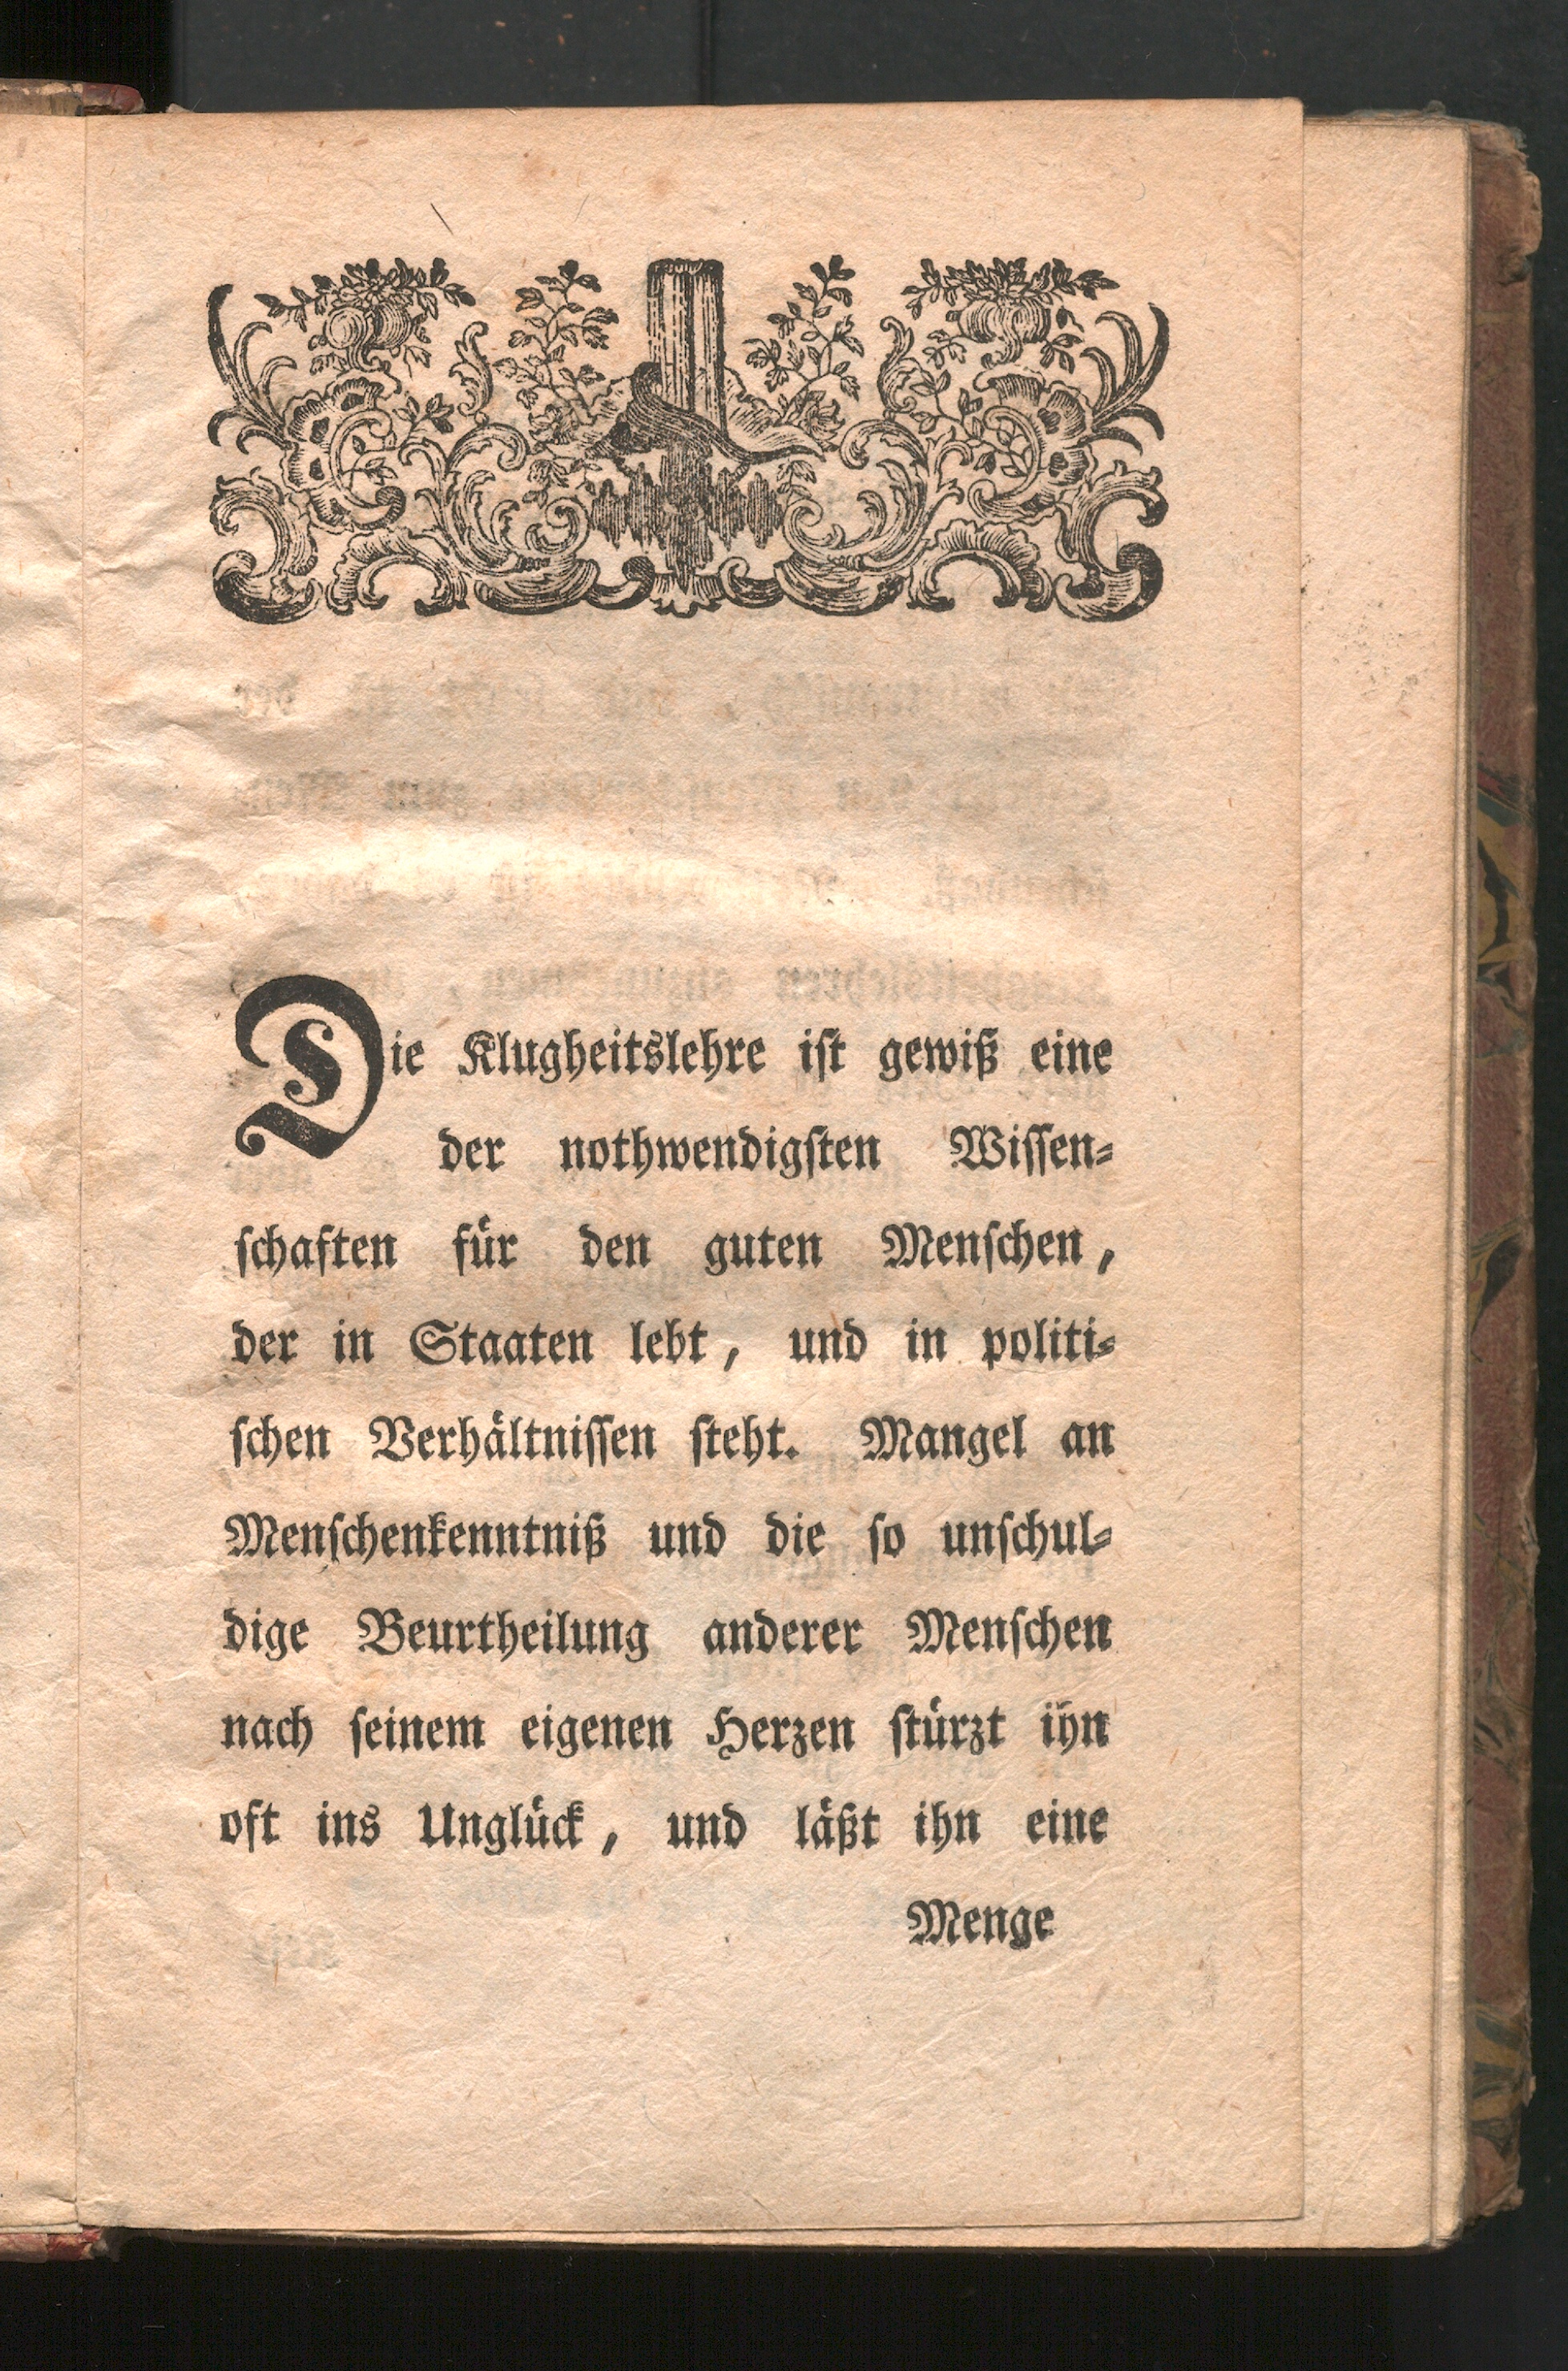 Die Klugheitslehre ist gewiß eine
der nothwendigsten Wissen-
schaften für den guten Menschen,
der in Staaten lebt, und in politi-
schen Verhältnissen steht. Mangel an
Menschenkenntniß und die so unschul-
dige Beurtheilung anderer Menschen
nach seinem eigenen Herzen stürzt ihn
oft ins Unglück, und läßt ihn eine
Menge